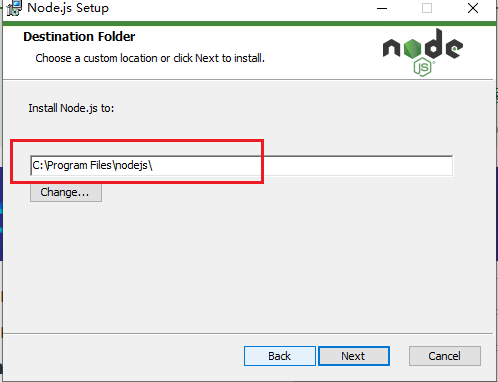 Node.js Setup
Destination Folder
Choose a custom location or click Next to install.
node
JS
Install Node.js to:
C:\Program Files\nodejs\
Change...
Back
Next
Cancel